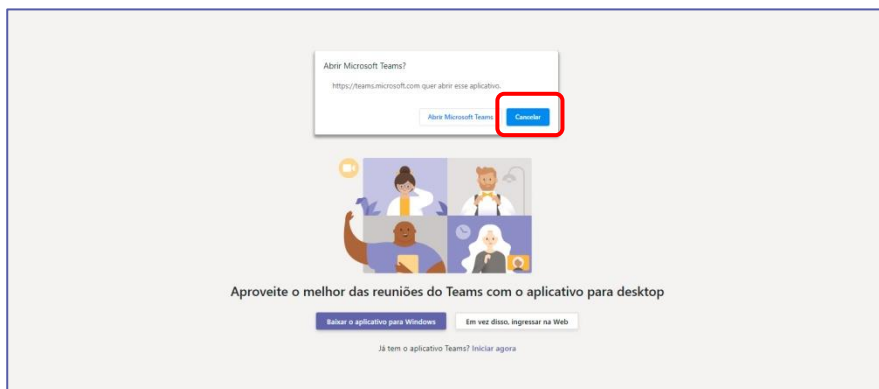 Abrir Microsoft Teams?
https://teams.microsoft.com quer abrir esse aplicativo.
Abrir Microsoft Teams Cancelar
Aproveite o melhor das reuniões do Teams com o aplicativo para desktop
Baixar o aplicativo para Windows Em vez disso, ingressar na Web
Já tem o aplicativo Teams? Iniciar agora